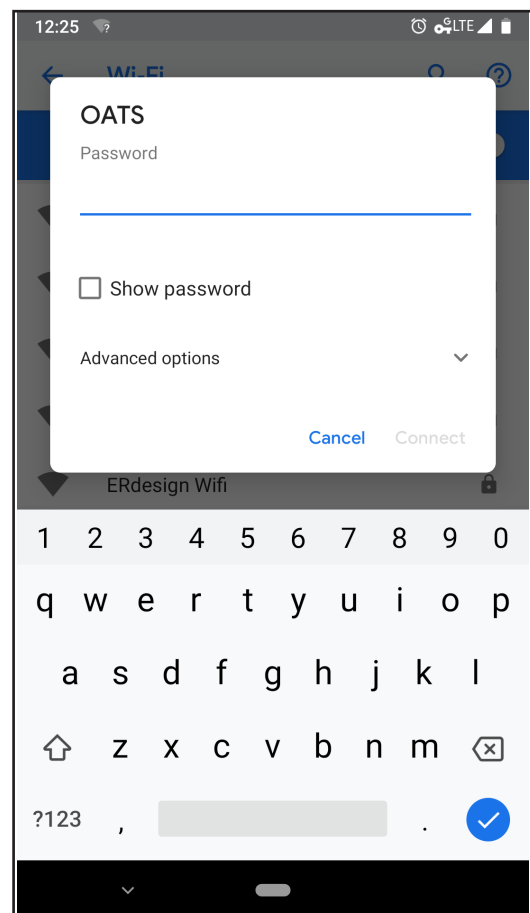 12:25 ? G LTE
Wi-Fi ?
OATS
Password
Show password
Advanced options
Cancel Connect
ERdesign Wifi
1 2 3 4 5 6 7 8 9 0
q w e r t y u i o p
a s d f g h j k l
z x c v b n m
?123 , .